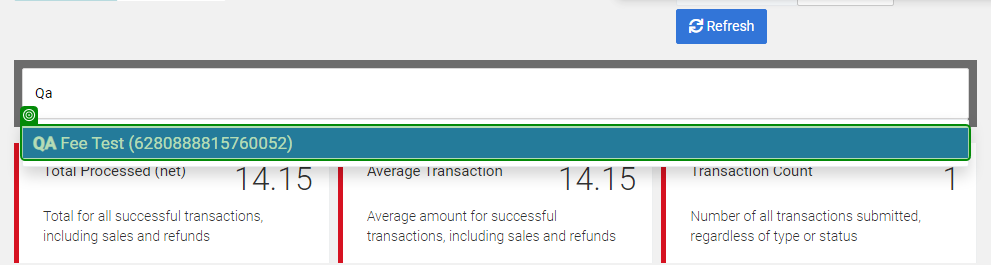 Refresh
Qa
QA Fee Test (6280888815760052)
Total Processed (net)
14.15
Total for all successful transactions,
including sales and refunds
Average Transaction
14.15
Average amount for successful
transactions, including sales and refunds
Transaction Count
1
Number of all transactions submitted,
regardless of type or status